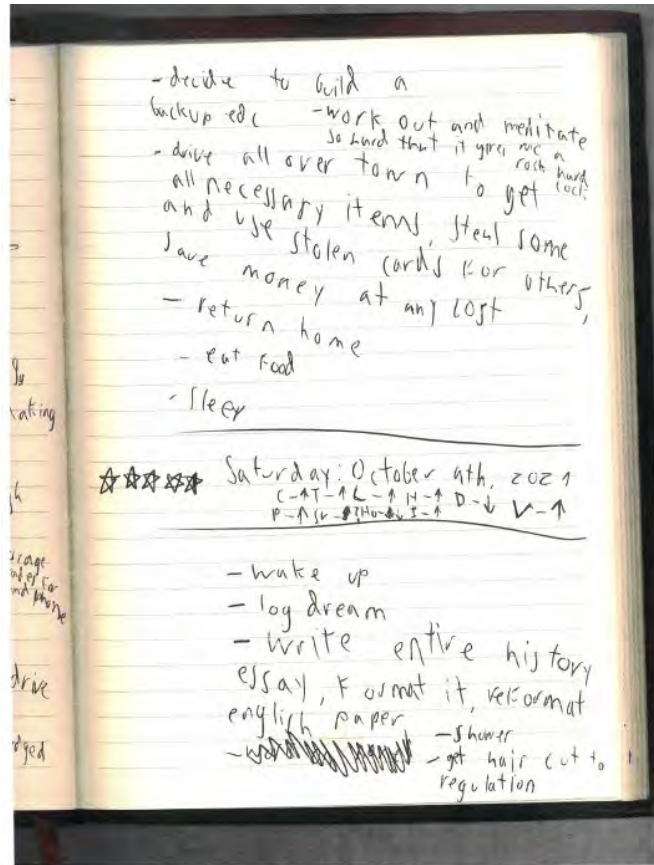 - decide to build a
backup edc - work out and meditate
so hard that it gives me a
rock hard
cock
- drive all over town to get
all necessary items, steal some
and use stolen cards for others,
save money at any cost
- return home
- eat food
- sleep
Saturday: October 9th, 2021
C-↑ T-↑ L-↑ H-↑ D-↓ V-↑
- wake up
- log dream
- write entire history
essay, format it, reformat
english paper
- shower
- get hair cut to
regulation
aking
drive